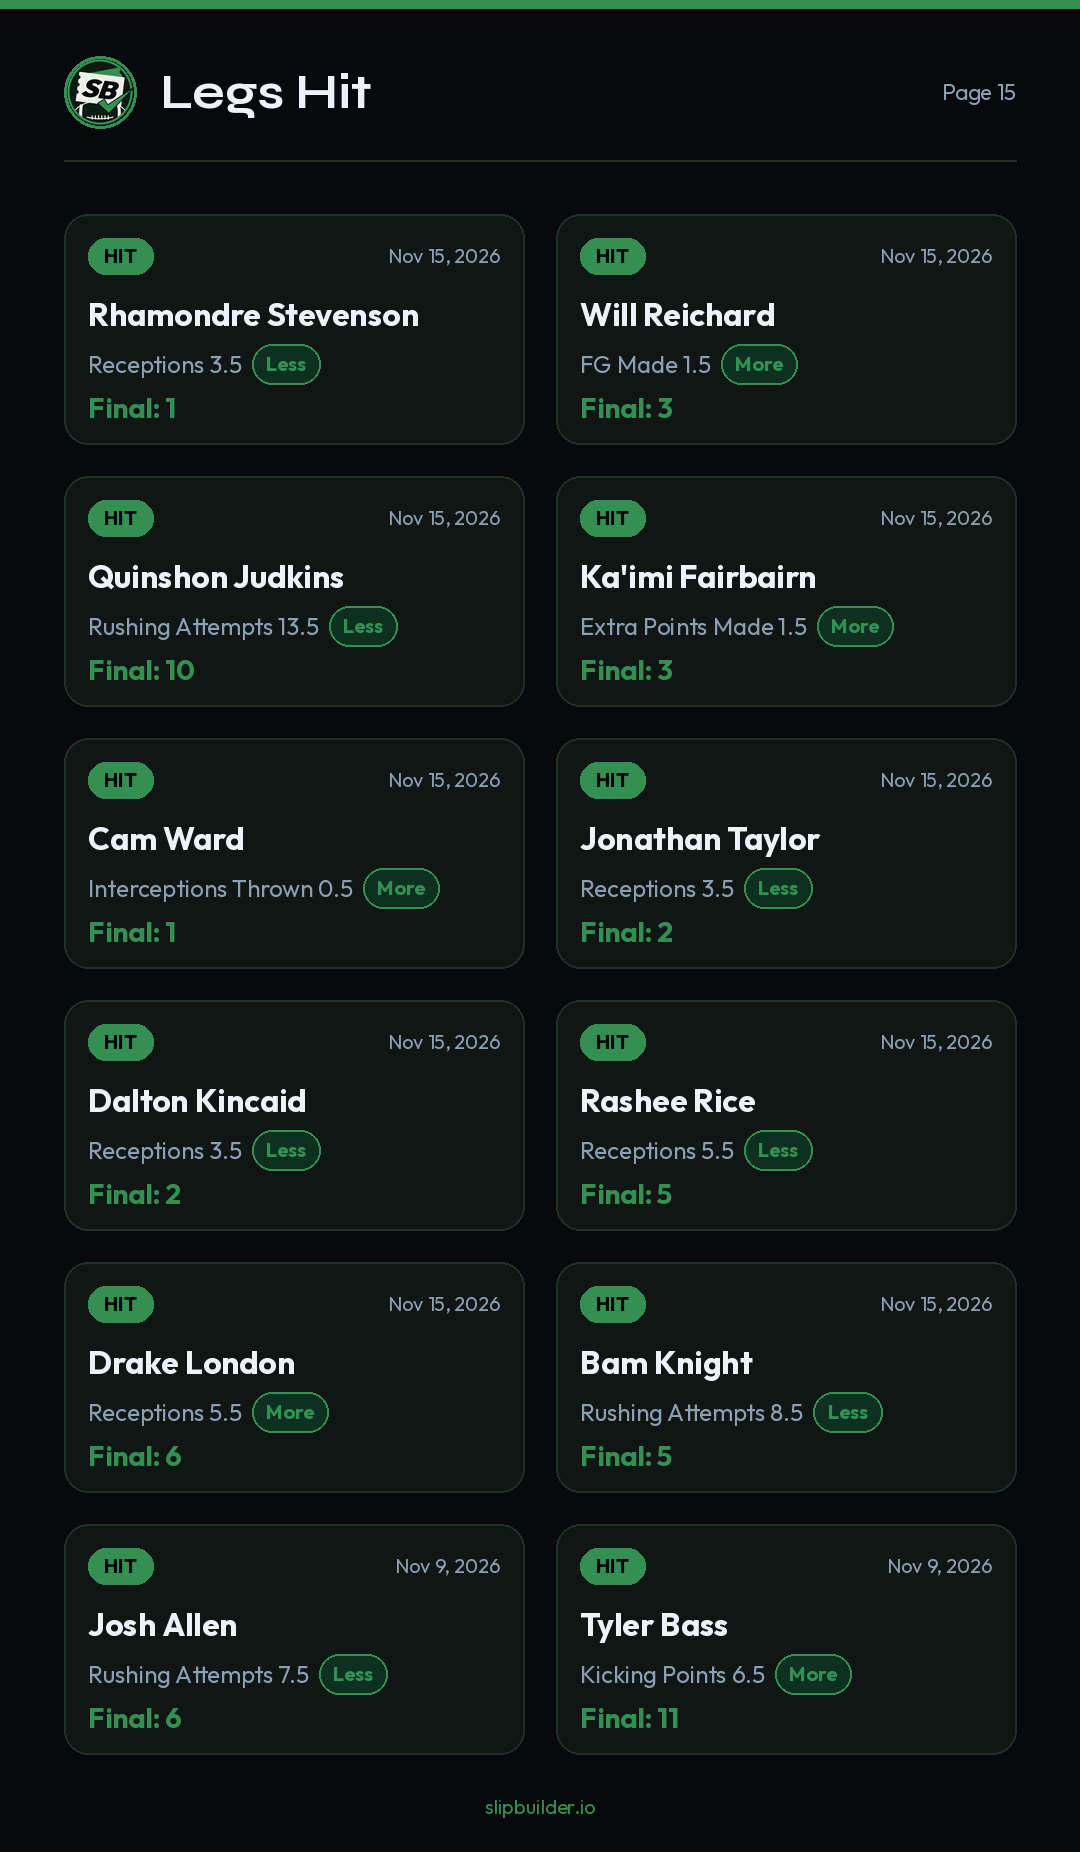 SB
Legs Hit
Page 15
HIT
Nov 15, 2026
Rhamondre Stevenson
Receptions 3.5 Less
Final: 1
HIT
Nov 15, 2026
Will Reichard
FG Made 1.5 More
Final: 3
HIT
Nov 15, 2026
Quinshon Judkins
Rushing Attempts 13.5 Less
Final: 10
HIT
Nov 15, 2026
Ka'imi Fairbairn
Extra Points Made 1.5 More
Final: 3
HIT
Nov 15, 2026
Cam Ward
Interceptions Thrown 0.5 More
Final: 1
HIT
Nov 15, 2026
Jonathan Taylor
Receptions 3.5 Less
Final: 2
HIT
Nov 15, 2026
Dalton Kincaid
Receptions 3.5 Less
Final: 2
HIT
Nov 15, 2026
Rashee Rice
Receptions 5.5 Less
Final: 5
HIT
Nov 15, 2026
Drake London
Receptions 5.5 More
Final: 6
HIT
Nov 15, 2026
Bam Knight
Rushing Attempts 8.5 Less
Final: 5
HIT
Nov 9, 2026
Josh Allen
Rushing Attempts 7.5 Less
Final: 6
HIT
Nov 9, 2026
Tyler Bass
Kicking Points 6.5 More
Final: 11
slipbuilder.io